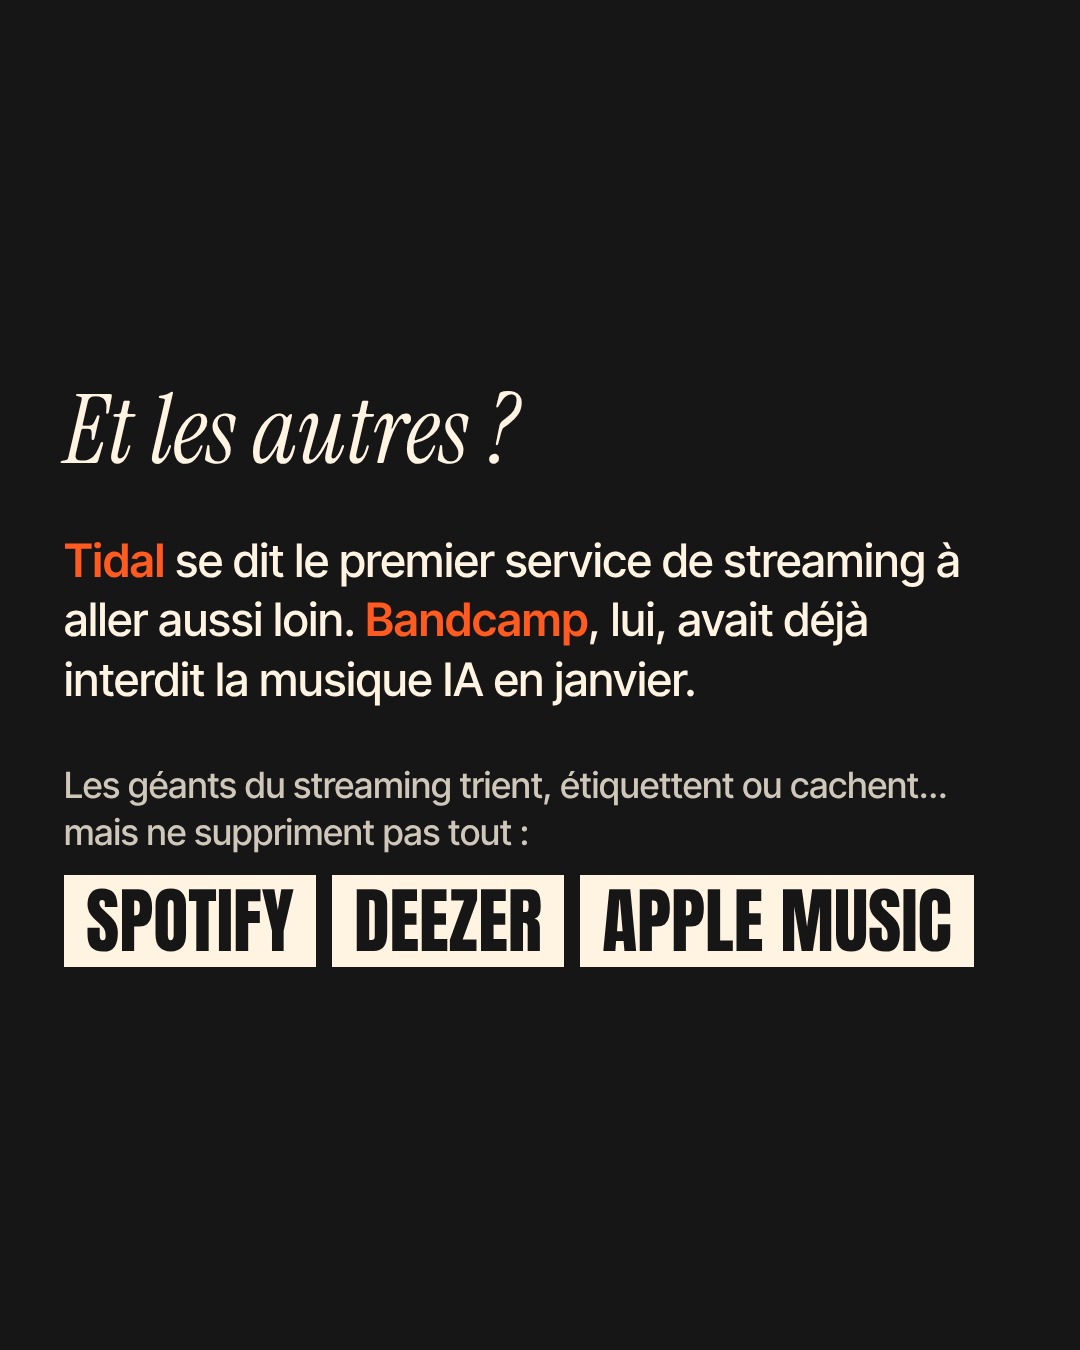 Et les autres ?
Tidal se dit le premier service de streaming à
aller aussi loin. Bandcamp, lui, avait déjà
interdit la musique IA en janvier.
Les géants du streaming trient, étiquettent ou cachent...
mais ne suppriment pas tout :
SPOTIFY DEEZER APPLE MUSIC